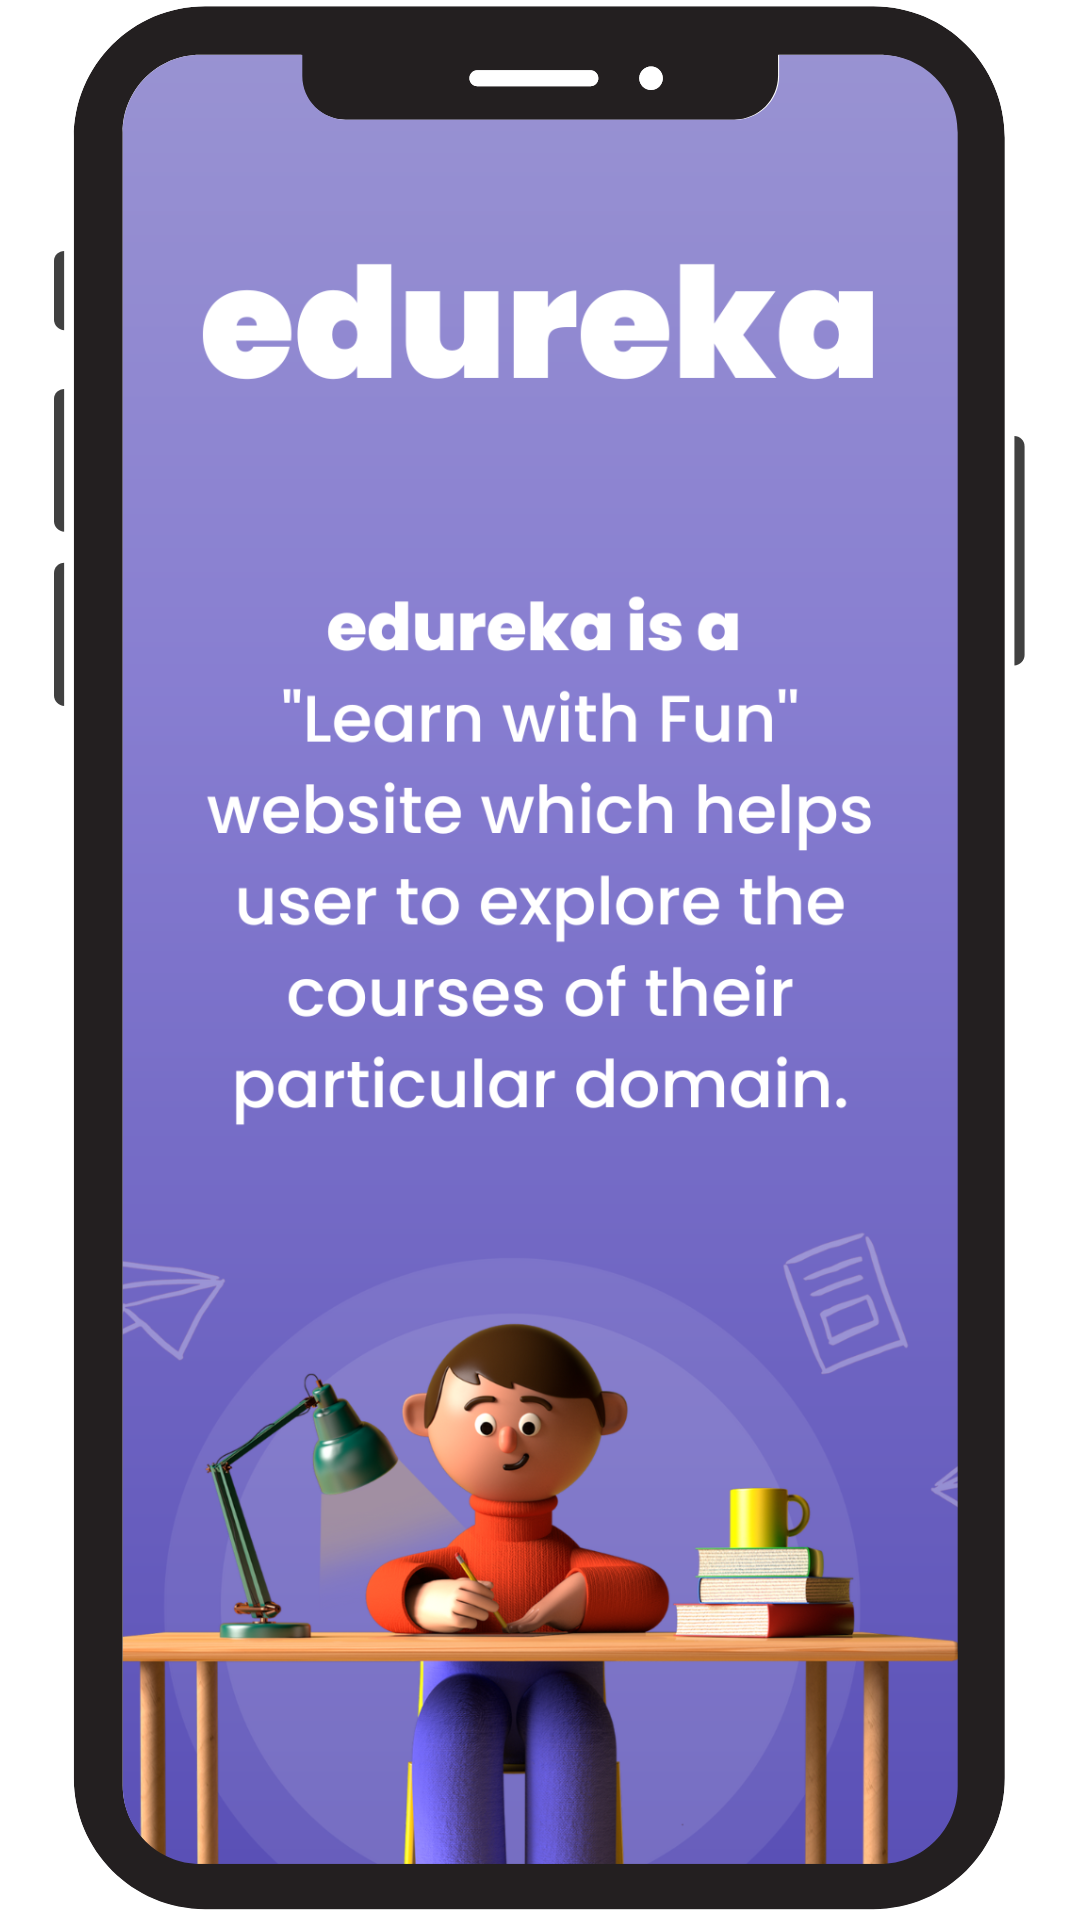 edureka
edureka is a
"Learn with Fun"
website which helps
user to explore the
courses of their
particular domain.